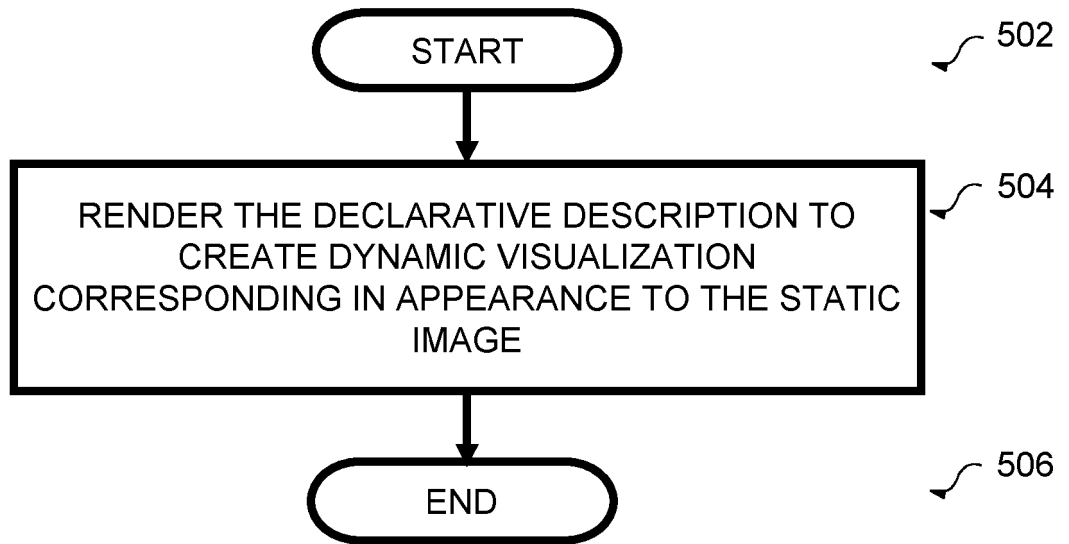 START
502
RENDER THE DECLARATIVE DESCRIPTION TO
CREATE DYNAMIC VISUALIZATION
CORRESPONDING IN APPEARANCE TO THE STATIC
IMAGE
504
END
506